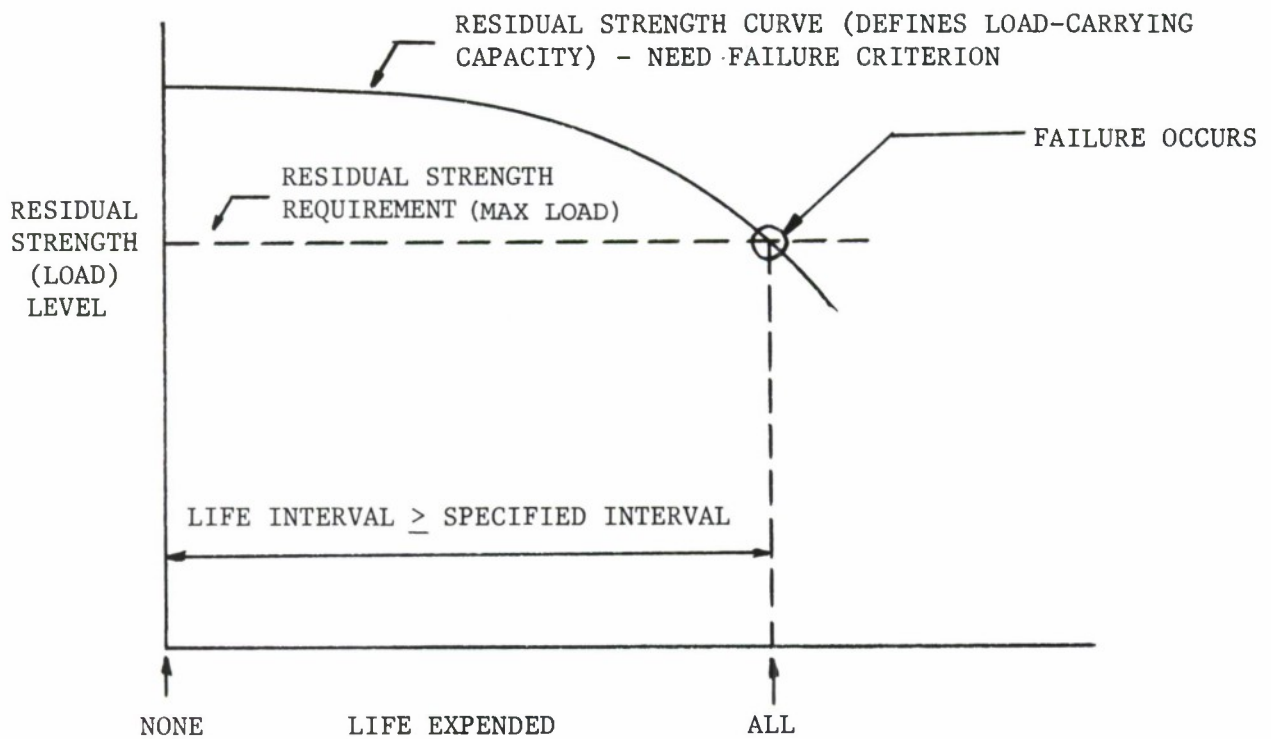 RESIDUAL STRENGTH CURVE (DEFINES LOAD-CARRYING
CAPACITY) - NEED FAILURE CRITERION
FAILURE OCCURS
RESIDUAL STRENGTH
REQUIREMENT (MAX LOAD)
RESIDUAL
STRENGTH
(LOAD)
LEVEL
LIFE INTERVAL ≥ SPECIFIED INTERVAL
NONE
LIFE EXPENDED
ALL